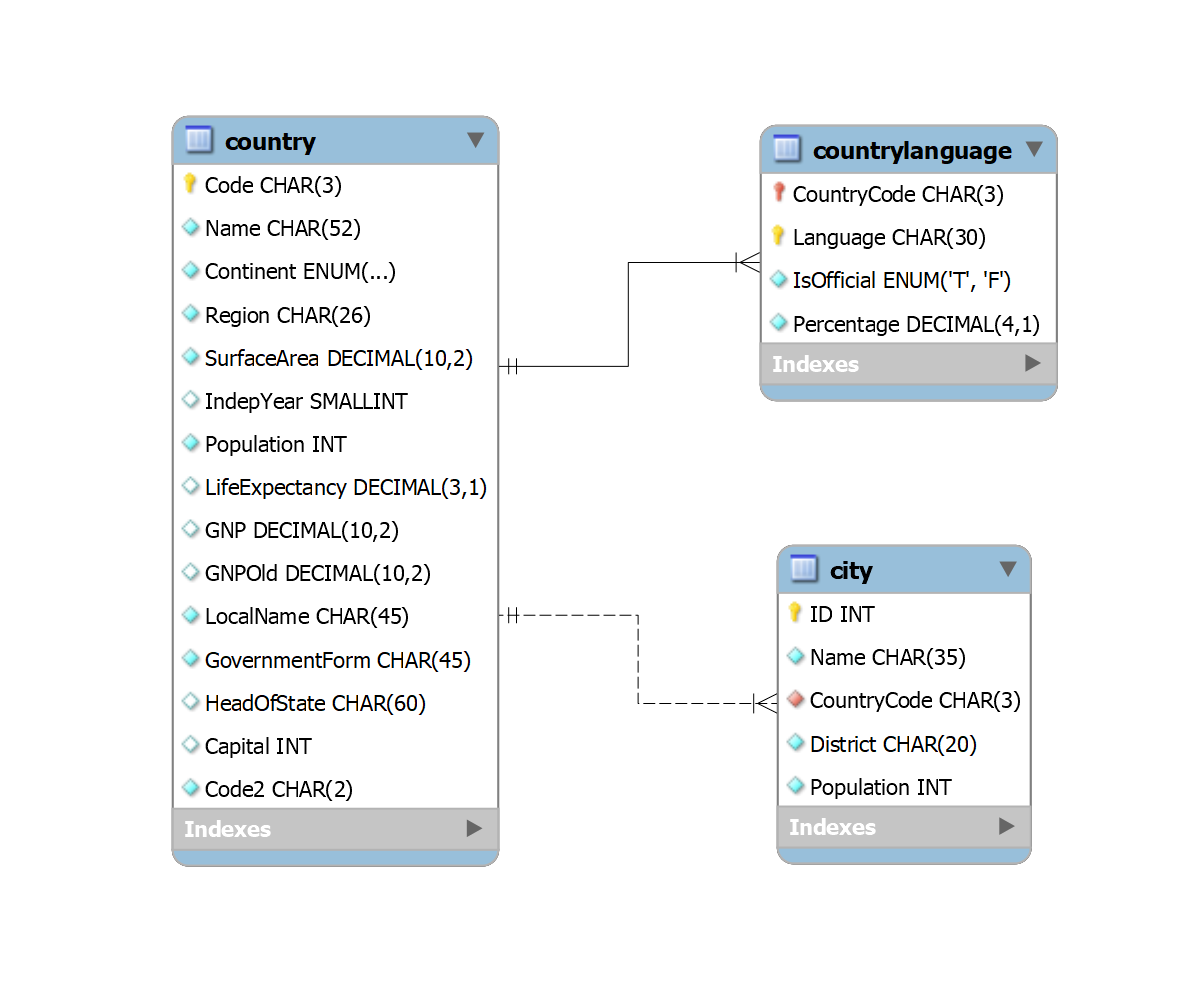 country
Code CHAR(3)
Name CHAR(52)
Continent ENUM(...)
Region CHAR(26)
SurfaceArea DECIMAL(10,2)
IndepYear SMALLINT
Population INT
LifeExpectancy DECIMAL(3,1)
GNP DECIMAL(10,2)
GNPOld DECIMAL(10,2)
LocalName CHAR(45)
GovernmentForm CHAR(45)
HeadOfState CHAR(60)
Capital INT
Code2 CHAR(2)
Indexes
countrylanguage
CountryCode CHAR(3)
Language CHAR(30)
IsOfficial ENUM('T', 'F')
Percentage DECIMAL(4,1)
Indexes
city
ID INT
Name CHAR(35)
CountryCode CHAR(3)
District CHAR(20)
Population INT
Indexes